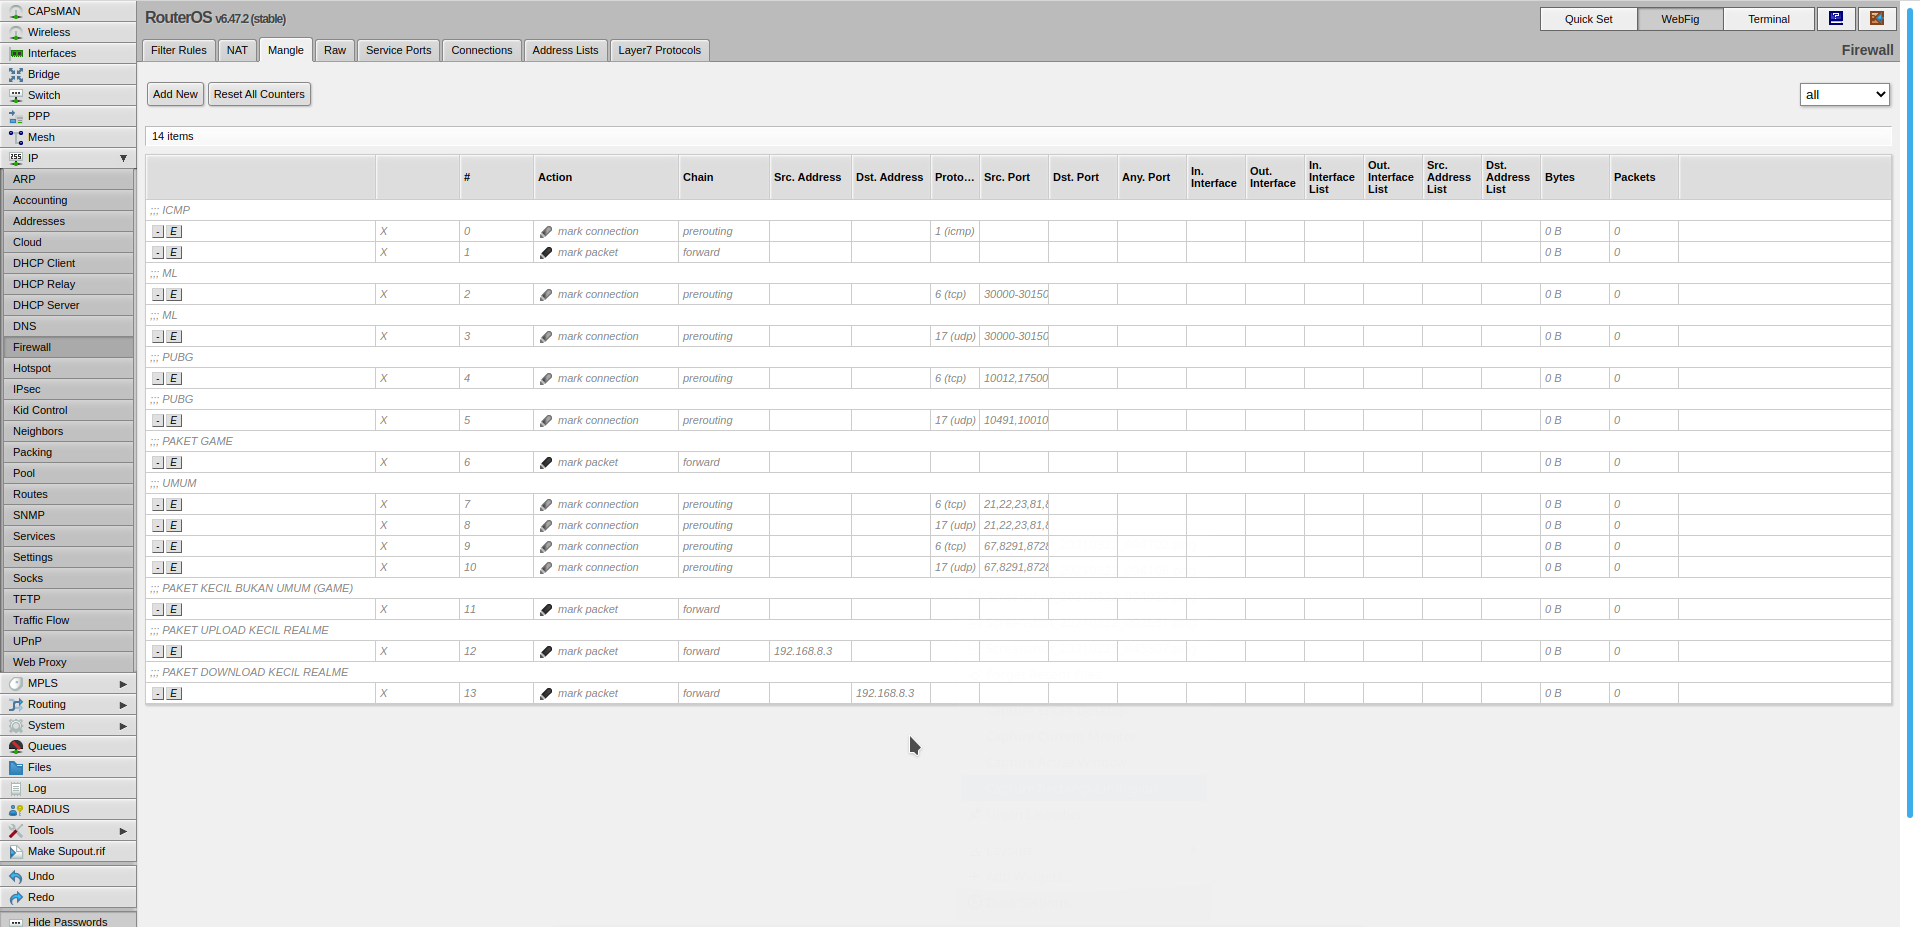 CAPsMAN
Wireless
Interfaces
Bridge
Switch
PPP
Mesh
IP
ARP
Accounting
Addresses
Cloud
DHCP Client
DHCP Relay
DHCP Server
DNS
Firewall
Hotspot
IPsec
Kid Control
Neighbors
Packing
Pool
Routes
SNMP
Services
Settings
Socks
TFTP
Traffic Flow
UPnP
Web Proxy
MPLS
Routing
System
Queues
Files
Log
RADIUS
Tools
Make Supout.rif
Undo
Redo
Hide Passwords
RouterOS v6.47.2 (stable)
Quick Set WebFig Terminal
Filter Rules NAT Mangle Raw Service Ports Connections Address Lists Layer7 Protocols
Firewall
Add New Reset All Counters all
14 items
# Action Chain Src. Address Dst. Address Proto... Src. Port Dst. Port Any. Port In. Interface Out. Interface In. Interface List Out. Interface List Src. Address List Dst. Address List Bytes Packets
;;; ICMP
- E X 0 mark connection prerouting 1 (icmp) 0 B 0
- E X 1 mark packet forward 0 B 0
;;; ML
- E X 2 mark connection prerouting 6 (tcp) 30000-30150 0 B 0
;;; ML
- E X 3 mark connection prerouting 17 (udp) 30000-30150 0 B 0
;;; PUBG
- E X 4 mark connection prerouting 6 (tcp) 10012,17500 0 B 0
;;; PUBG
- E X 5 mark connection prerouting 17 (udp) 10491,10010 0 B 0
;;; PAKET GAME
- E X 6 mark packet forward 0 B 0
;;; UMUM
- E X 7 mark connection prerouting 6 (tcp) 21,22,23,81,8 0 B 0
- E X 8 mark connection prerouting 17 (udp) 21,22,23,81,8 0 B 0
- E X 9 mark connection prerouting 6 (tcp) 67,8291,8728 0 B 0
- E X 10 mark connection prerouting 17 (udp) 67,8291,8728 0 B 0
;;; PAKET KECIL BUKAN UMUM (GAME)
- E X 11 mark packet forward 0 B 0
;;; PAKET UPLOAD KECIL REALME
- E X 12 mark packet forward 192.168.8.3 0 B 0
;;; PAKET DOWNLOAD KECIL REALME
- E X 13 mark packet forward 192.168.8.3 0 B 0